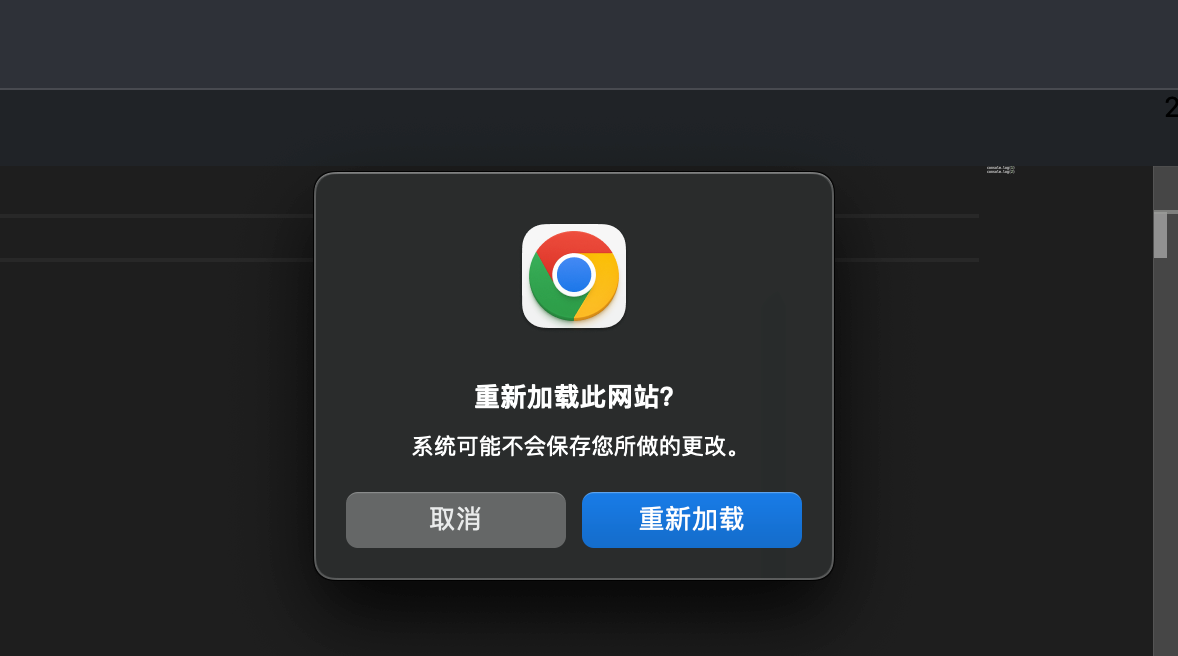 2
console.log(1)
console.log(2)
重新加载此网站?
系统可能不会保存您所做的更改。
取消
重新加载